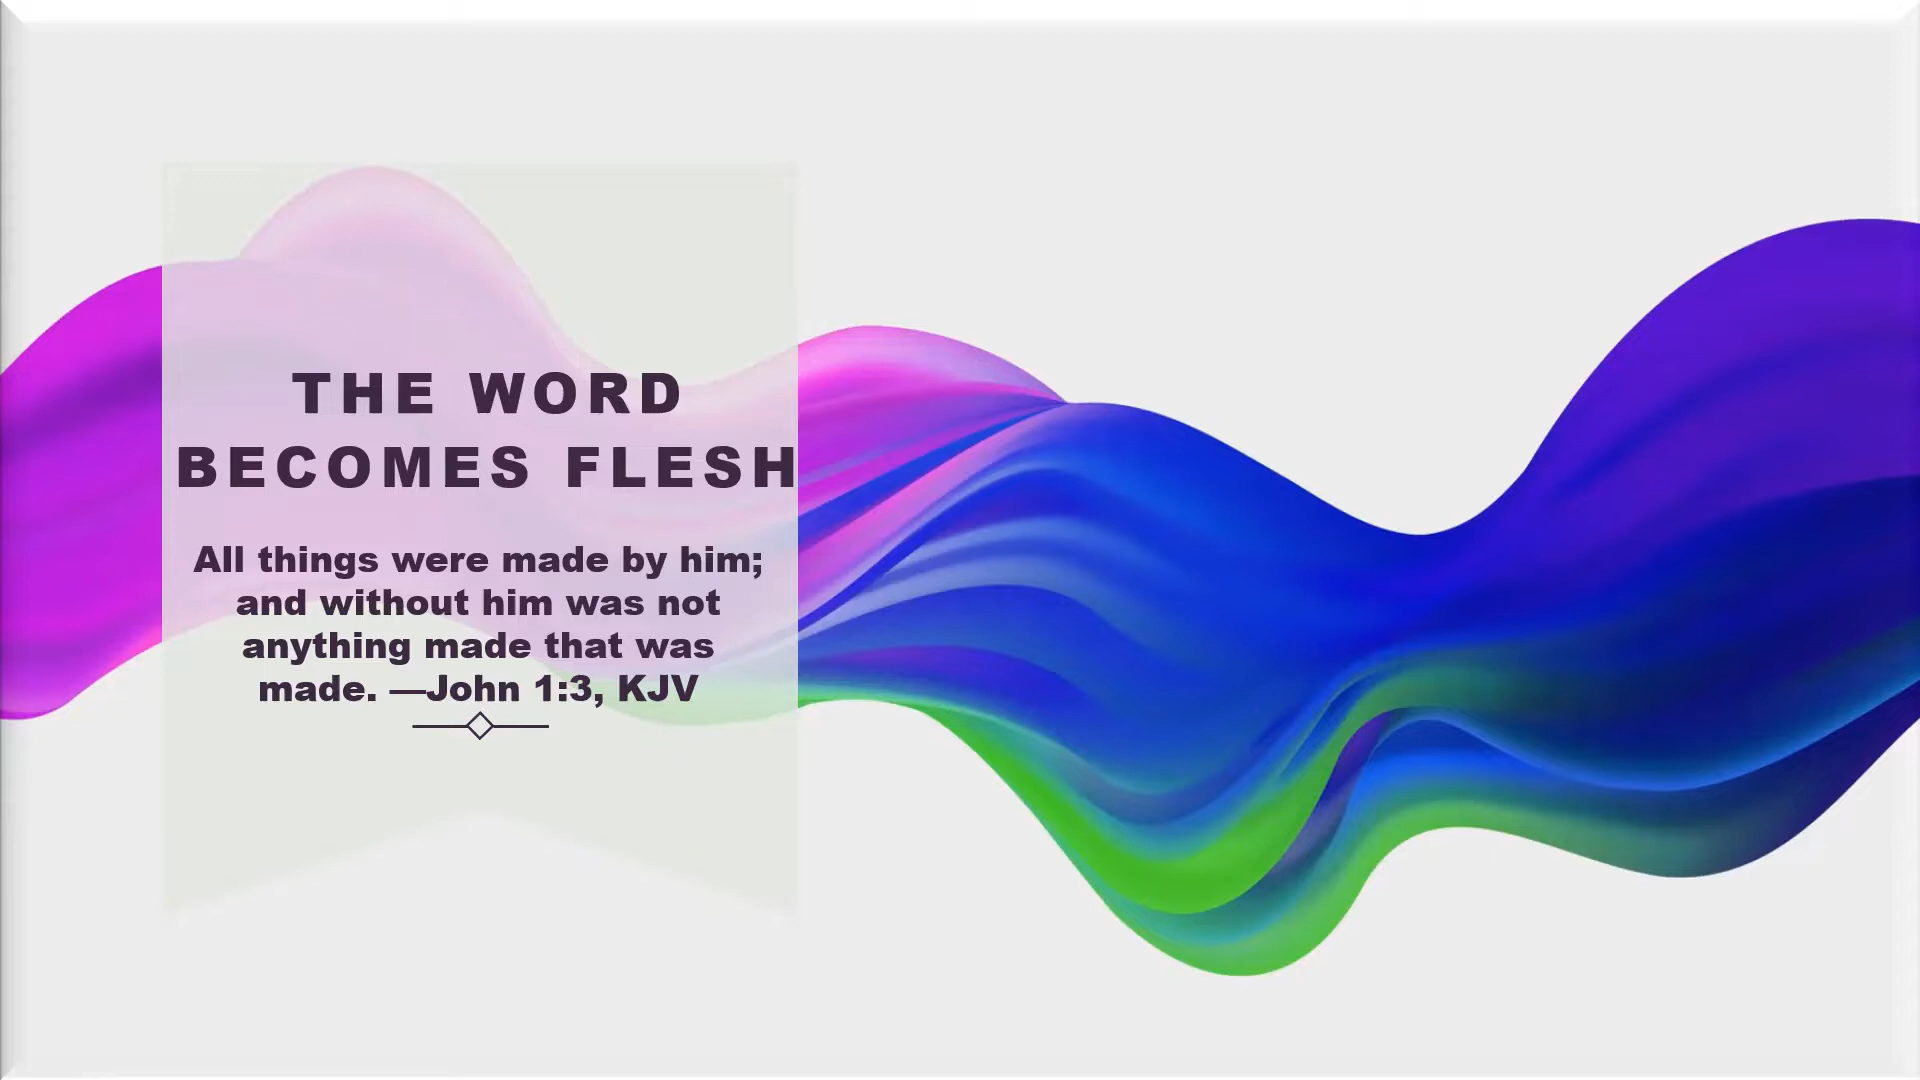 THE WORD
BECOMES FLESH
All things were made by him;
and without him was not
anything made that was
made. —John 1:3, KJV